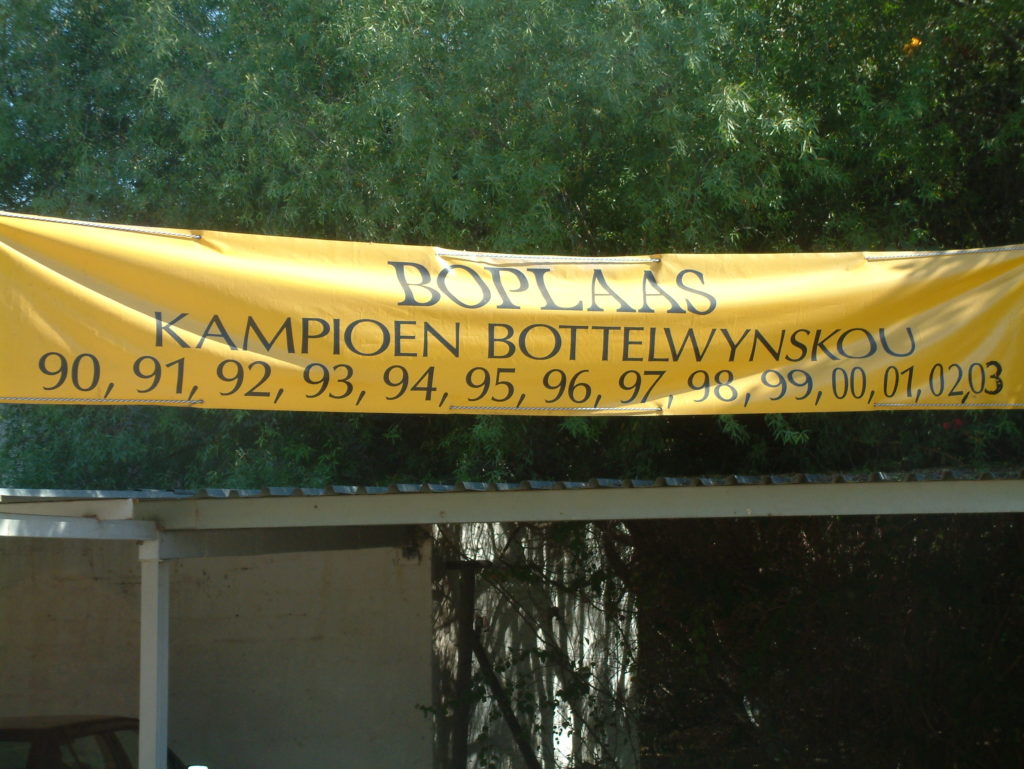 BOPLAAS
KAMPIOEN BOTTELWYNSKOU
90, 91, 92, 93, 94, 95, 96, 97, 98, 99, 00, 01, 02,03